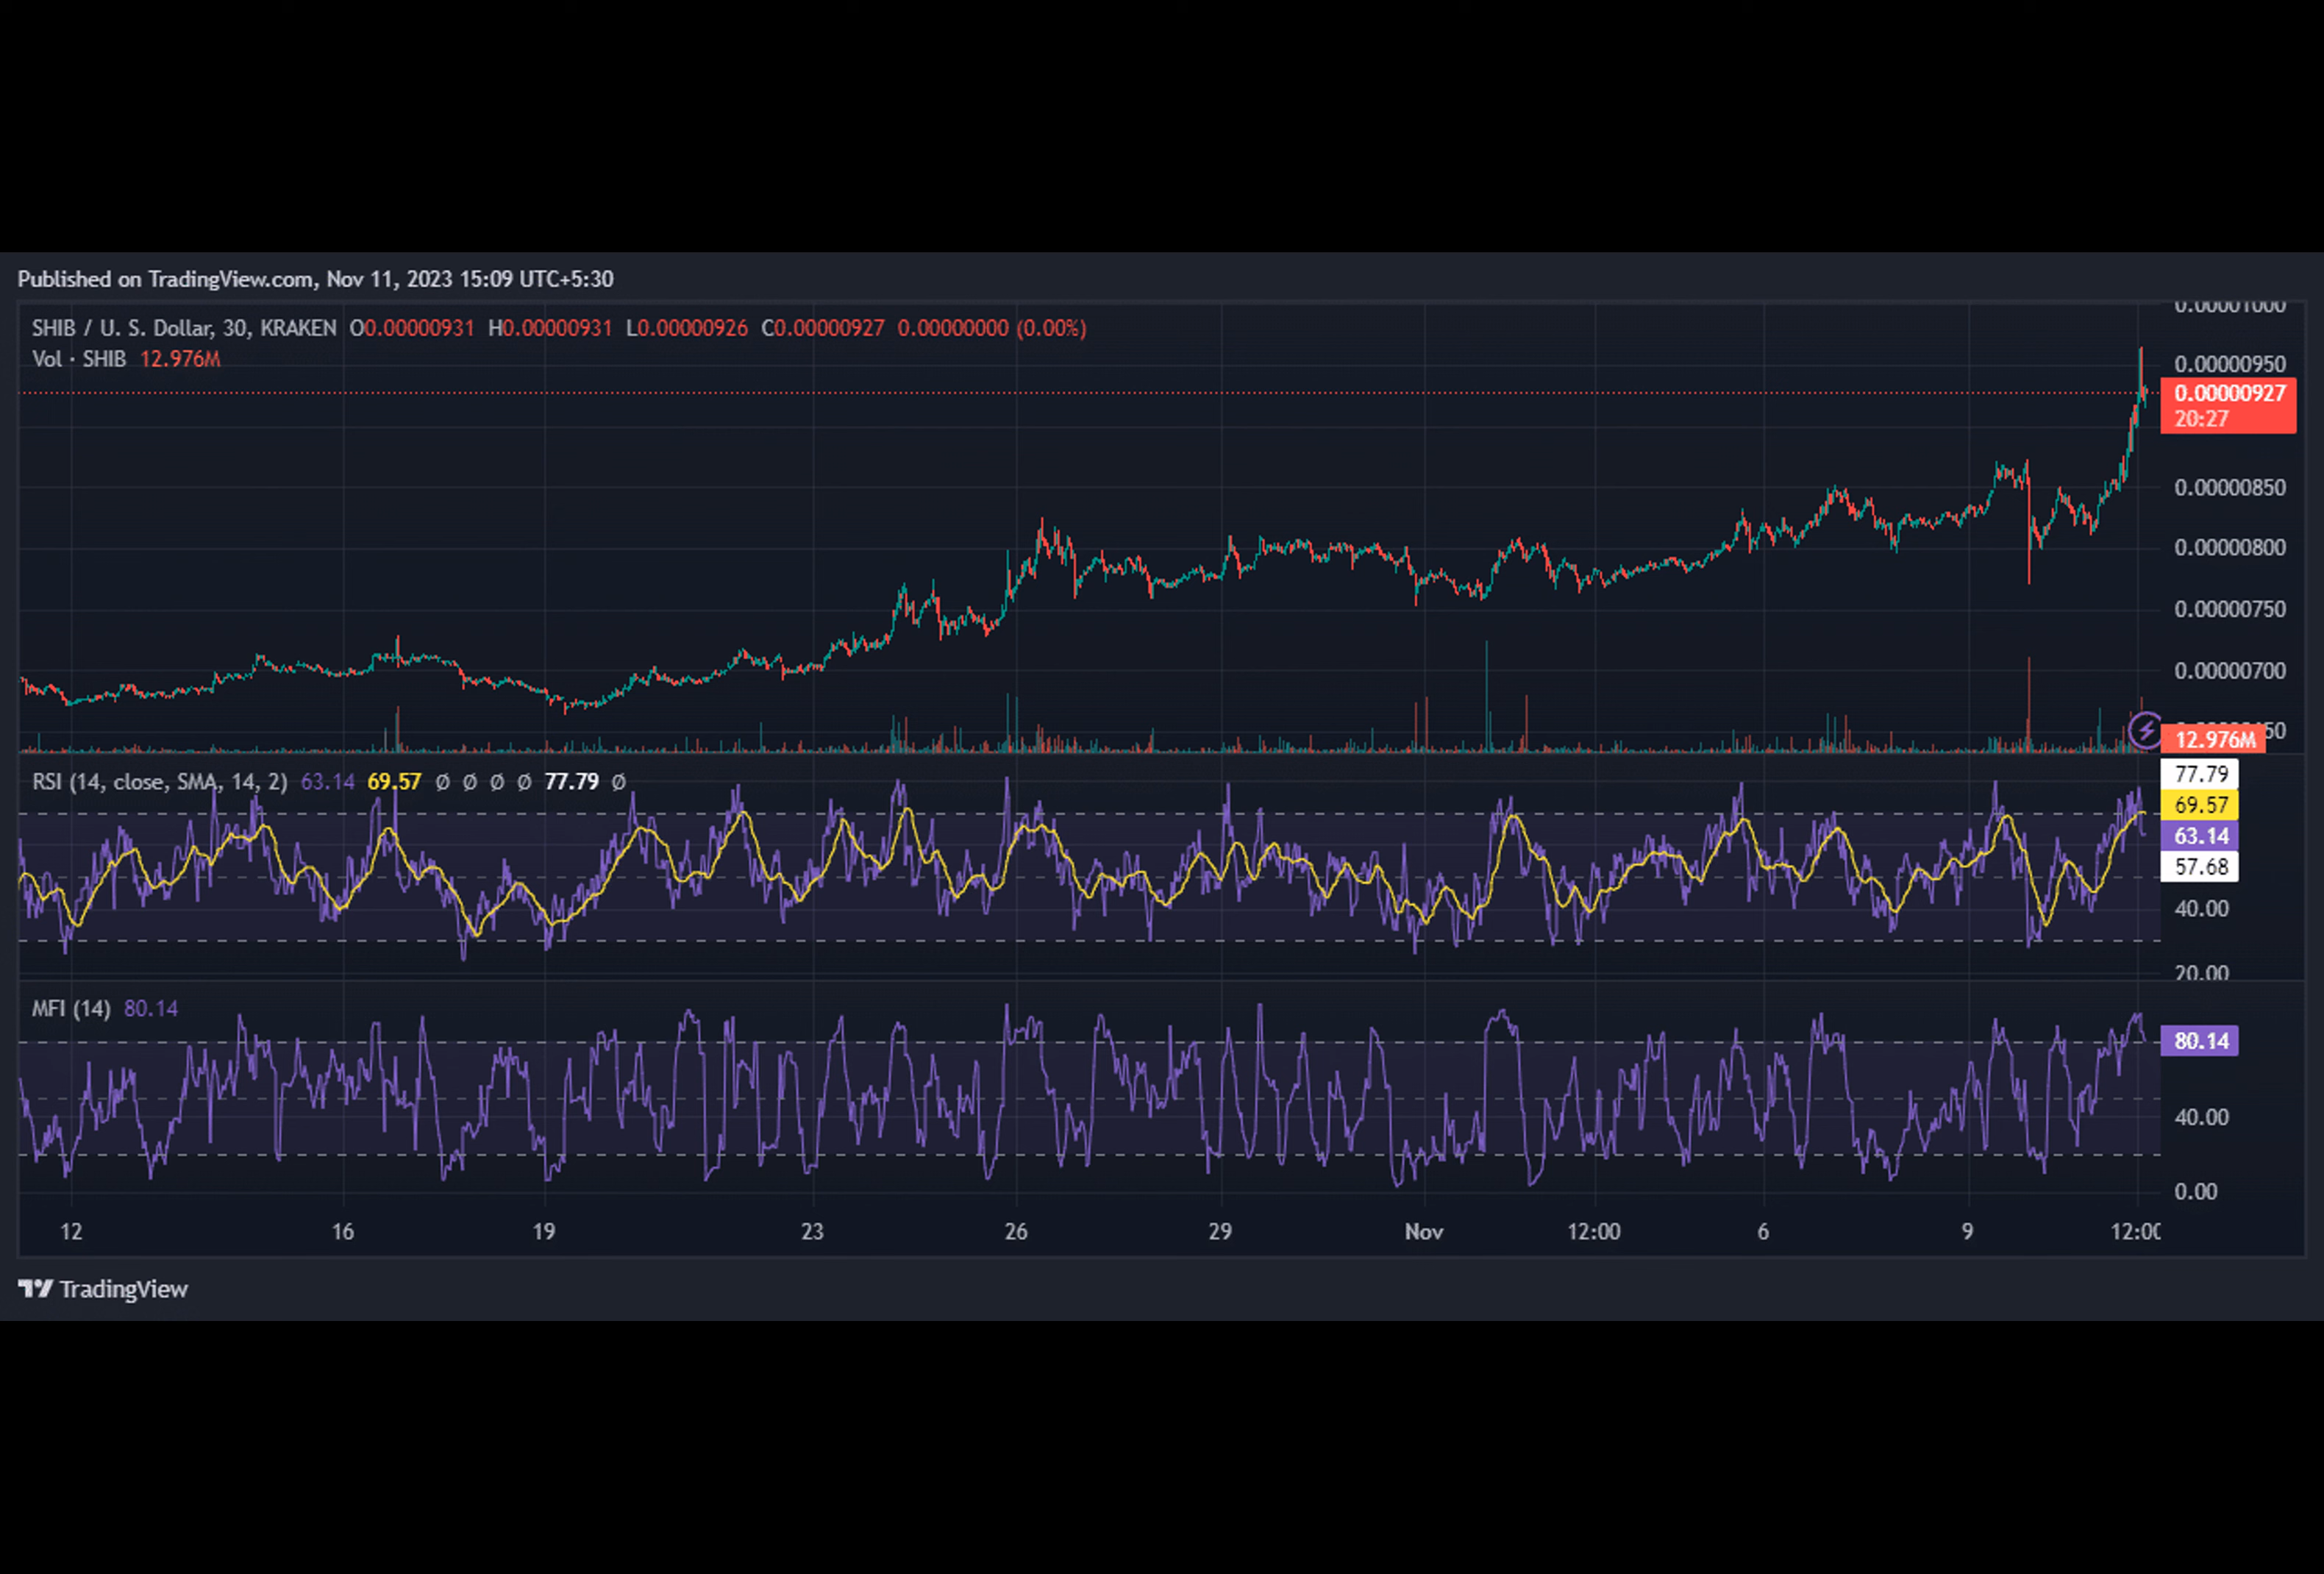 Published on TradingView.com, Nov 11, 2023 15:09 UTC+5:30
SHIB / U. S. Dollar, 30, KRAKEN O0.00000931 H0.00000931 L0.00000926 C0.00000927 0.00000000 (0.00%)
Vol · SHIB 12.976M
0.00001000
0.00000950
0.00000927
20:27
0.00000850
0.00000800
0.00000750
0.00000700
12.976M
RSI (14, close, SMA, 14, 2) 63.14 69.57 Ø Ø Ø Ø 77.79 Ø
77.79
69.57
63.14
57.68
40.00
20.00
MFI (14) 80.14
80.14
40.00
0.00
12 16 19 23 26 29 Nov 12:00 6 9 12:00
TradingView